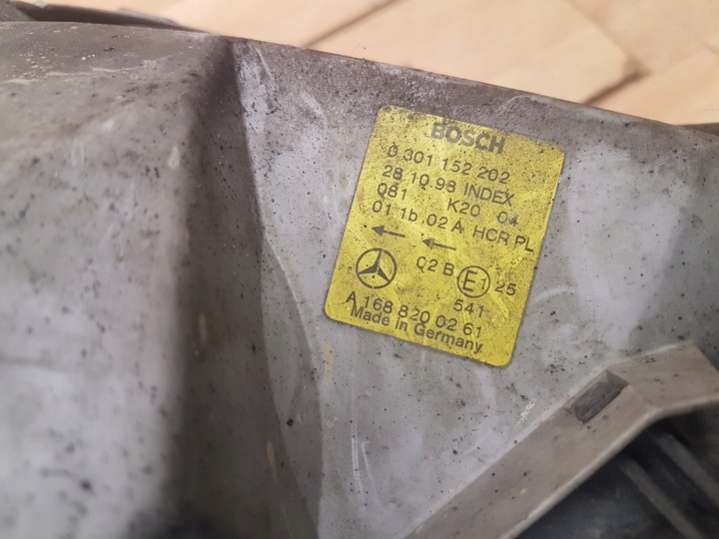 BOSCH
0 301 152 202
28.10.98 INDEX
081 K20 04
01 1b.02 A HCR PL
02 B E1 25
541
A 168 820 02 61
Made in Germany